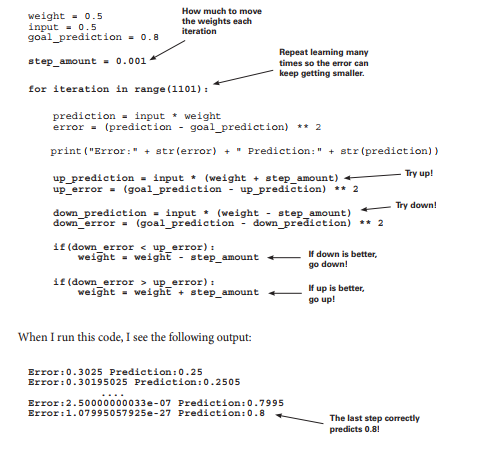 How much to move
the weights each
iteration
weight = 0.5
input = 0.5
goal_prediction = 0.8
step_amount = 0.001
Repeat learning many
times so the error can
keep getting smaller.
for iteration in range(1101):
prediction = input * weight
error = (prediction - goal_prediction) ** 2
print("Error:" + str(error) + " Prediction:" + str(prediction))
up_prediction = input * (weight + step_amount)
Try up!
up_error = (goal_prediction - up_prediction) ** 2
down_prediction = input * (weight - step_amount)
Try down!
down_error = (goal_prediction - down_prediction) ** 2
if(down_error < up_error):
weight = weight - step_amount
If down is better,
go down!
if(down_error > up_error):
weight = weight + step_amount
If up is better,
go up!
When I run this code, I see the following output:
Error:0.3025 Prediction:0.25
Error:0.30195025 Prediction:0.2505
....
Error:2.50000000033e-07 Prediction:0.7995
Error:1.07995057925e-27 Prediction:0.8
The last step correctly
predicts 0.8!